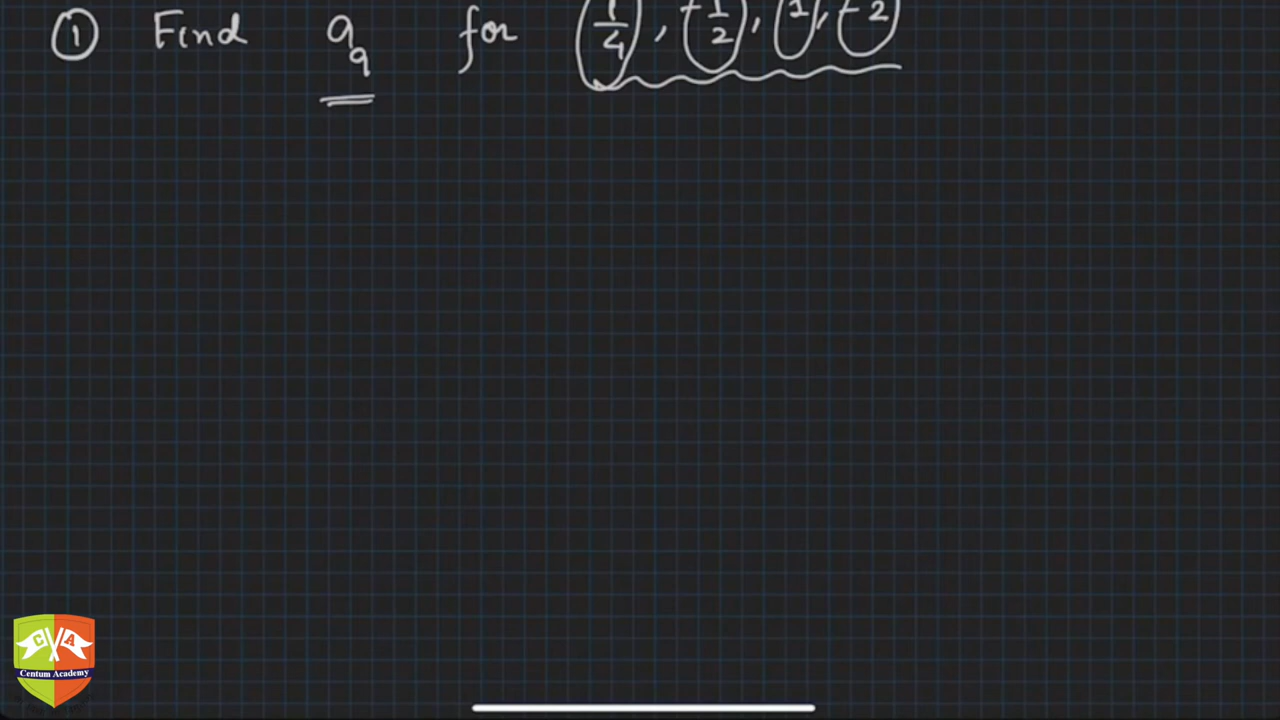 ① Find a₉ for (1/4), (-1/2), (1), (-2)
C A
Centum Academy